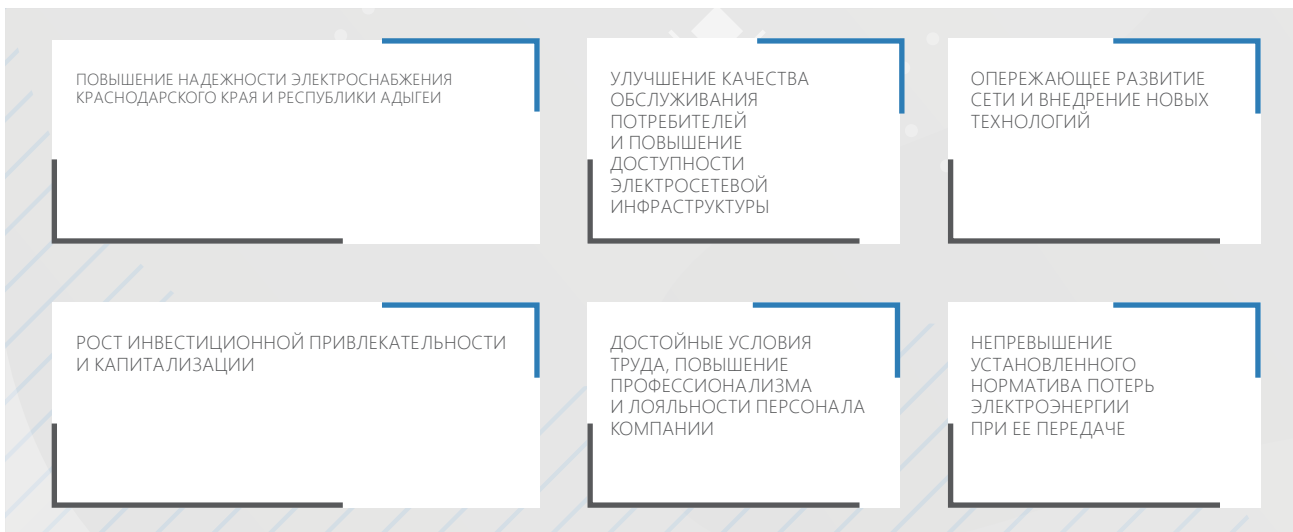 ПОВЫШЕНИЕ НАДЕЖНОСТИ ЭЛЕКТРОСНАБЖЕНИЯ
КРАСНОДАРСКОГО КРАЯ И РЕСПУБЛИКИ АДЫГЕИ
УЛУЧШЕНИЕ КАЧЕСТВА
ОБСЛУЖИВАНИЯ
ПОТРЕБИТЕЛЕЙ
И ПОВЫШЕНИЕ
ДОСТУПНОСТИ
ЭЛЕКТРОСЕТЕВОЙ
ИНФРАСТРУКТУРЫ
ОПЕРЕЖАЮЩЕЕ РАЗВИТИЕ
СЕТИ И ВНЕДРЕНИЕ НОВЫХ
ТЕХНОЛОГИЙ
РОСТ ИНВЕСТИЦИОННОЙ ПРИВЛЕКАТЕЛЬНОСТИ
И КАПИТАЛИЗАЦИИ
ДОСТОЙНЫЕ УСЛОВИЯ
ТРУДА, ПОВЫШЕНИЕ
ПРОФЕССИОНАЛИЗМА
И ЛОЯЛЬНОСТИ ПЕРСОНАЛА
КОМПАНИИ
НЕПРЕВЫШЕНИЕ
УСТАНОВЛЕННОГО
НОРМАТИВА ПОТЕРЬ
ЭЛЕКТРОЭНЕРГИИ
ПРИ ЕЕ ПЕРЕДАЧЕ